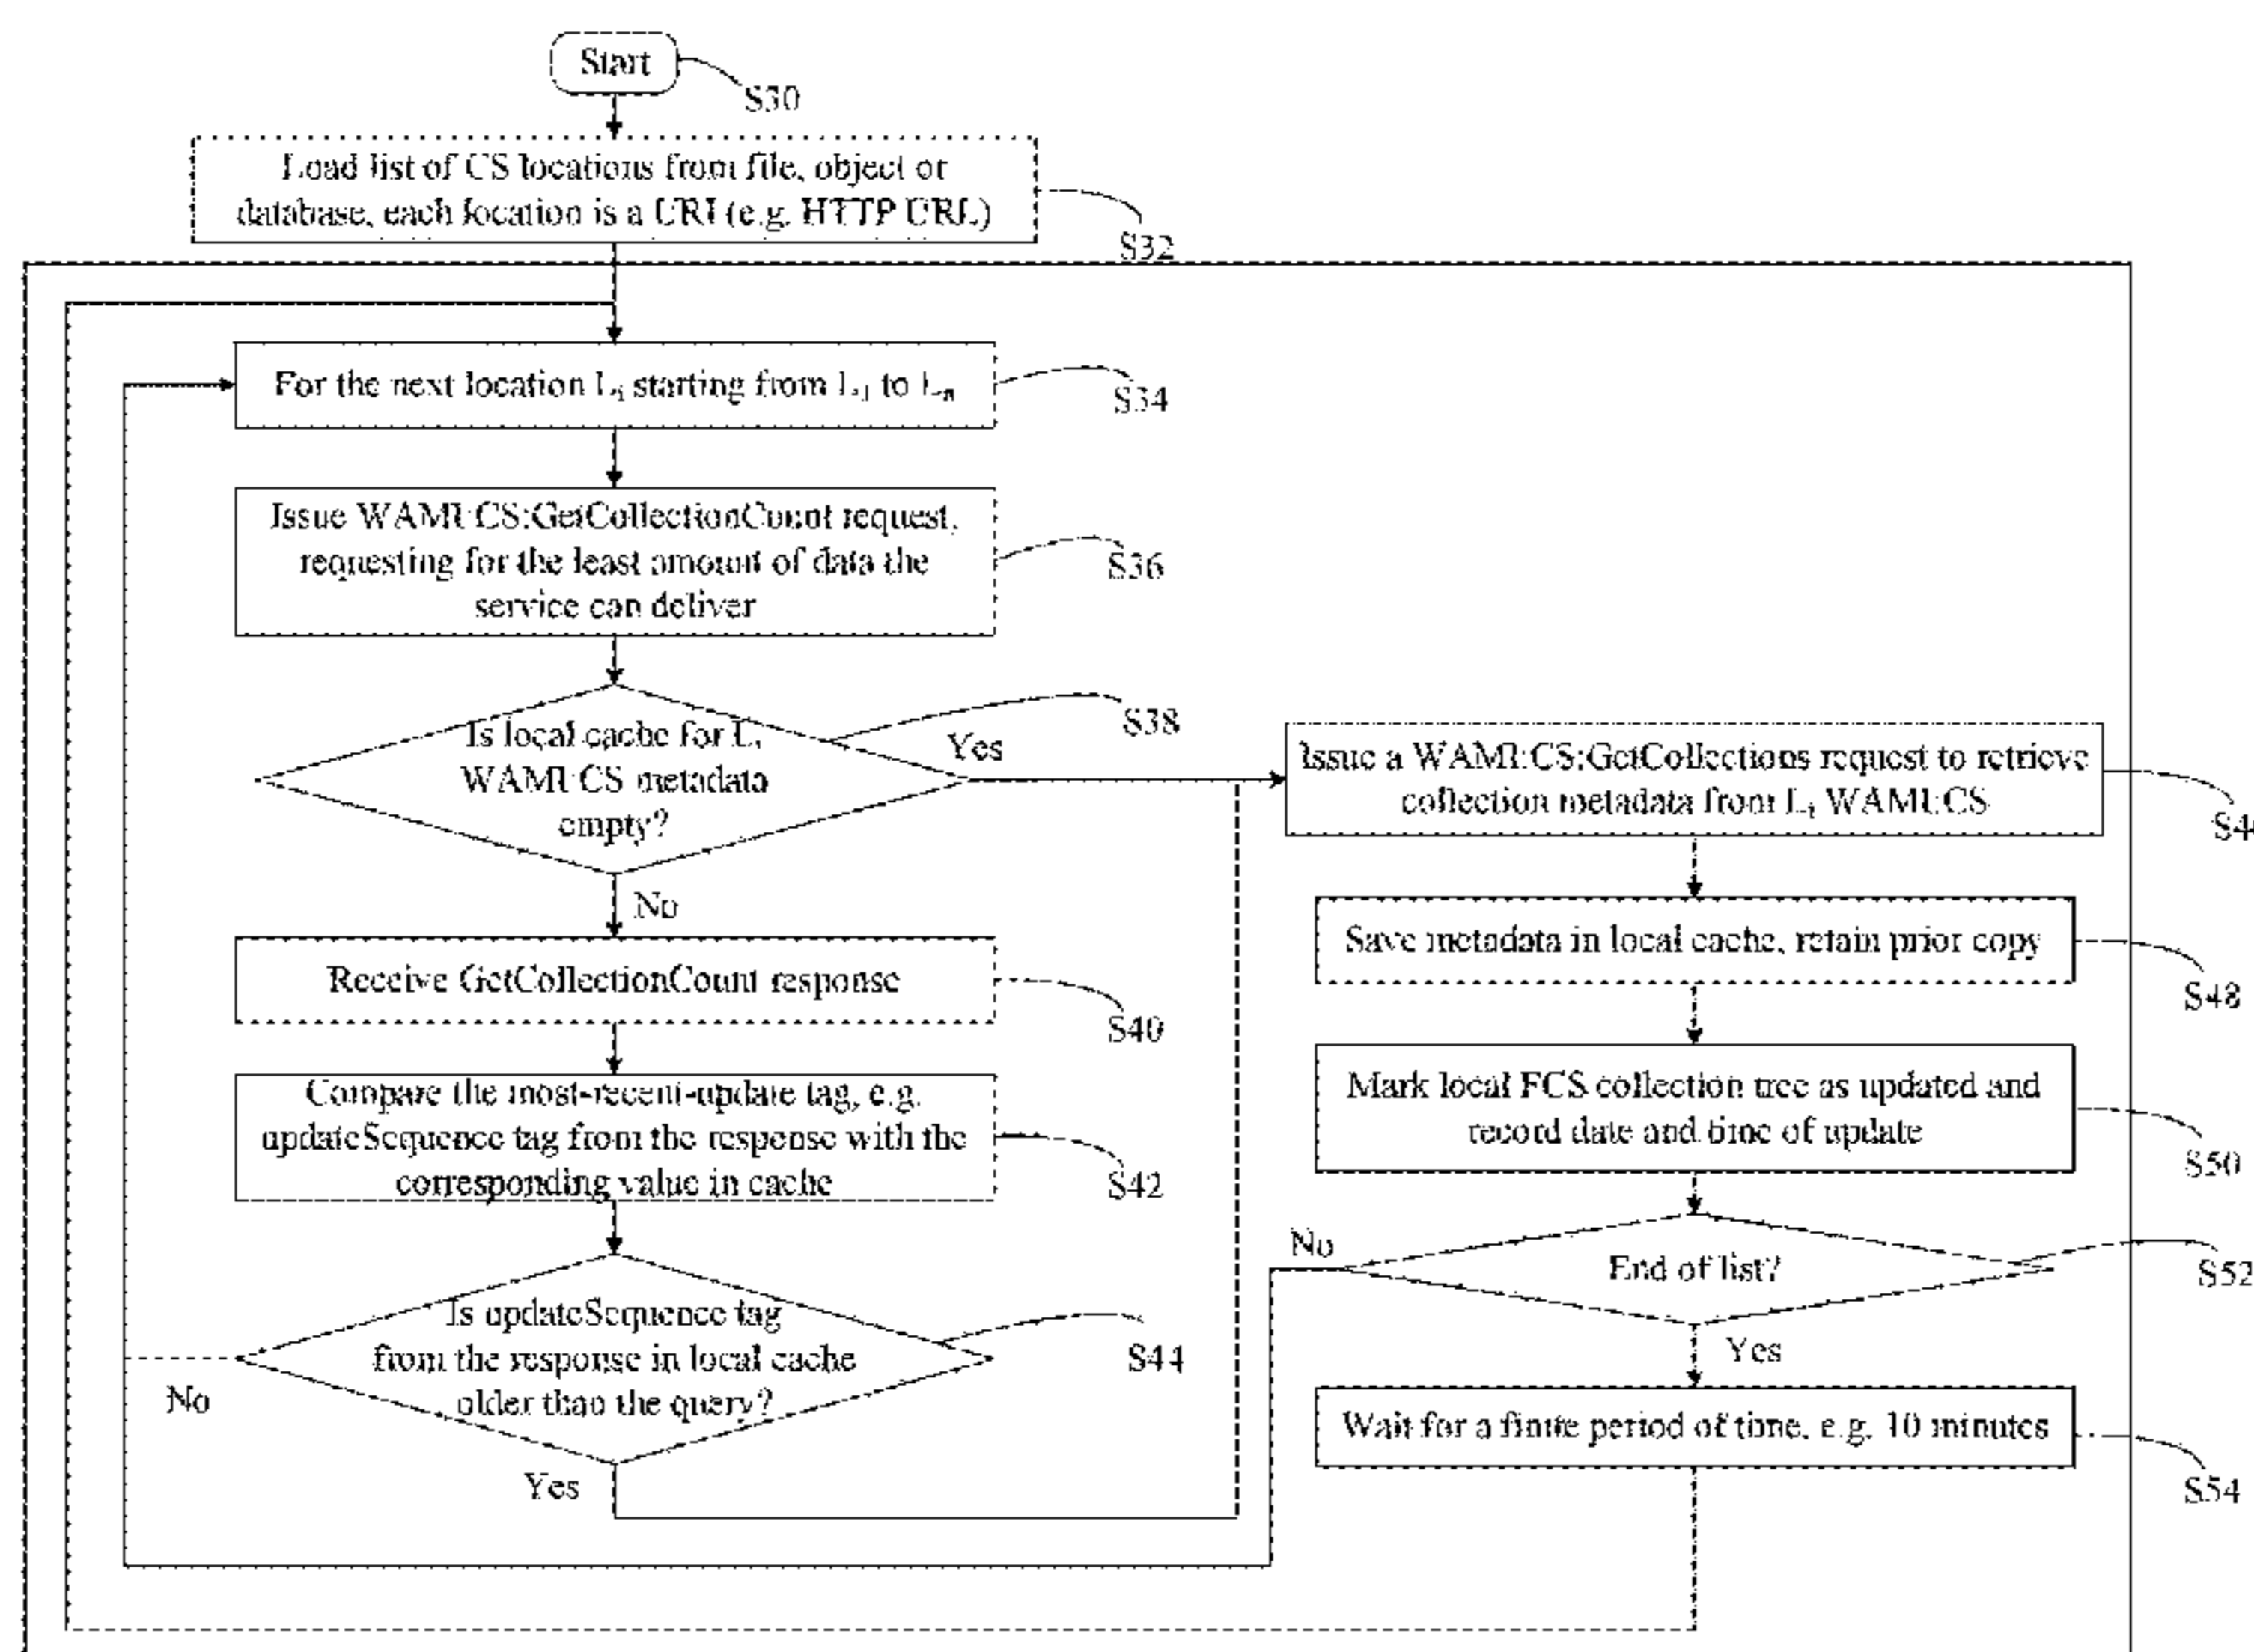 Start
S30
Load list of CS locations from file, object or
database, each location is a URI (e.g. HTTP URL)
S32
For the next location Li starting from L1 to Ln
S34
Issue WAMI:CS:GetCollectionCount request,
requesting for the least amount of data the
service can deliver
S36
Is local cache for Li
WAMI:CS metadata
empty?
S38
Yes
No
Receive GetCollectionCount response
S40
Compare the most-recent-update tag, e.g.
updateSequence tag from the response with the
corresponding value in cache
S42
Is updateSequence tag
from the response in local cache
older than the query?
S44
No
Yes
Issue a WAMI:CS:GetCollections request to retrieve
collection metadata from Li WAMI:CS
Save metadata in local cache, retain prior copy
S48
Mark local FCS collection tree as updated and
record date and time of update
S50
No
End of list?
S52
Yes
Wait for a finite period of time, e.g. 10 minutes
S54